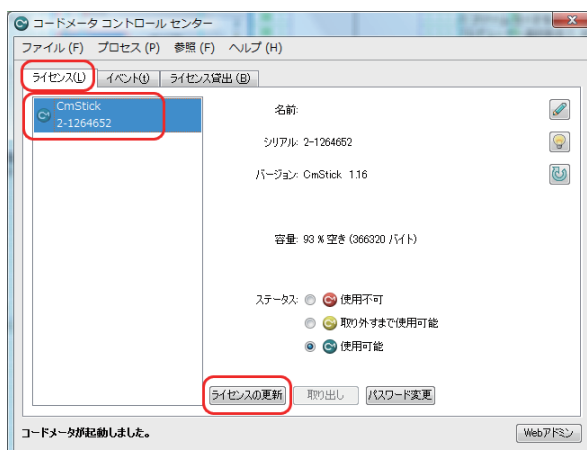 コードメータ コントロール センター
ファイル (F) プロセス (P) 参照 (F) ヘルプ (H)
ライセンス(L) イベント(I) ライセンス貸出 (B)
CmStick
2-1264652
名前:
シリアル: 2-1264652
バージョン: CmStick 1.16
容量: 93 % 空き (366320 バイト)
ステータス: 使用不可
取り外すまで使用可能
使用可能
ライセンスの更新 取り出し パスワード変更
コードメータが起動しました。 Webアドミン